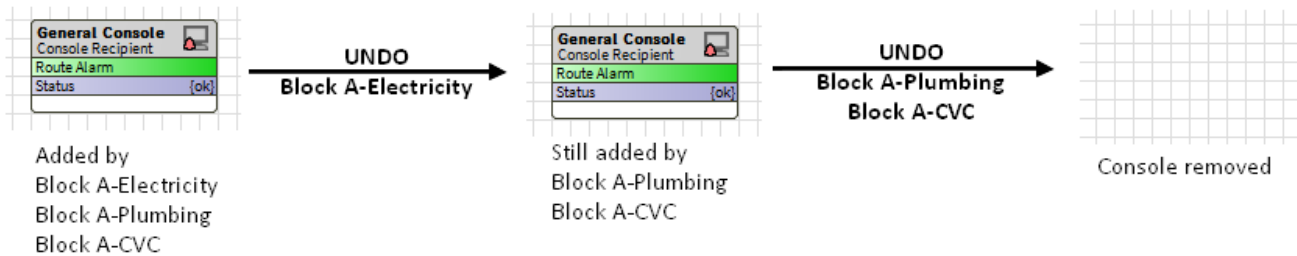 General Console
Console Recipient
Route Alarm
Status {ok}
Added by
Block A-Electricity
Block A-Plumbing
Block A-CVC
UNDO
Block A-Electricity
General Console
Console Recipient
Route Alarm
Status {ok}
Still added by
Block A-Plumbing
Block A-CVC
UNDO
Block A-Plumbing
Block A-CVC
Console removed